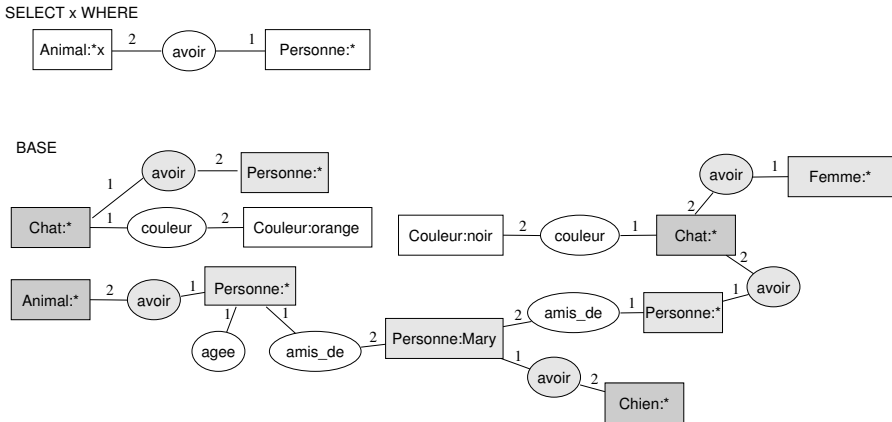 SELECT x WHERE
Animal:*x 2 avoir 1 Personne:*
BASE
avoir 2 Personne:*
1
Chat:* 1 couleur 2 Couleur:orange
Animal:* 2 avoir 1 Personne:*
1 1
agee amis_de 2 Personne:Mary
avoir 1 Femme:*
2
Couleur:noir 2 couleur 1 Chat:*
2
avoir
1
2 amis_de 1 Personne:*
1 avoir 2 Chien:*